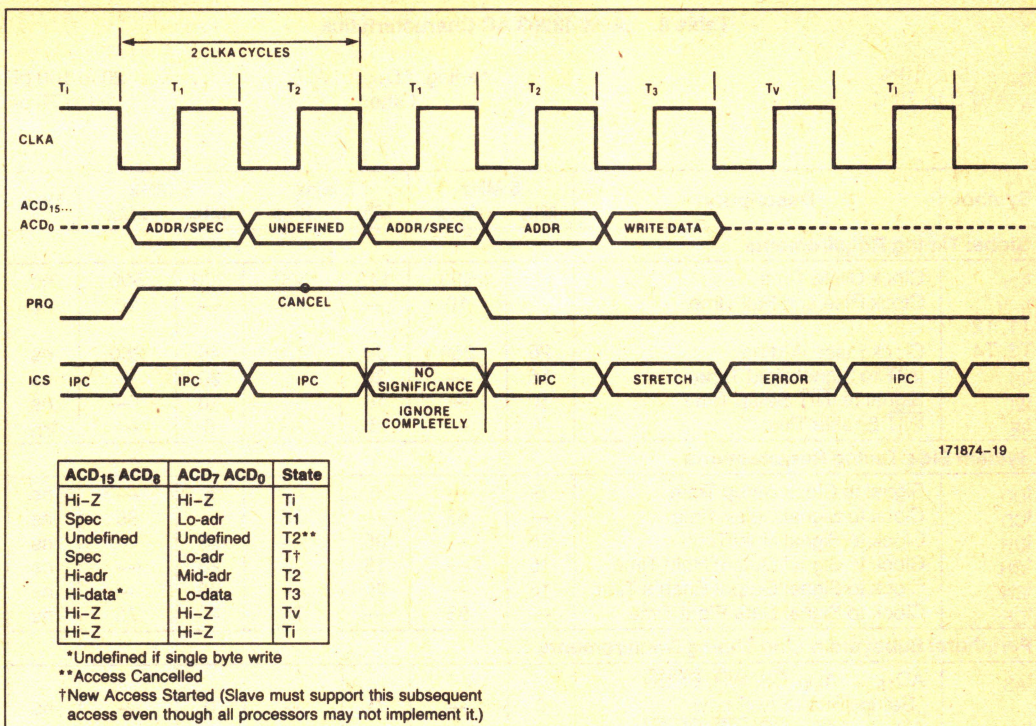 2 CLKA CYCLES
Ti T1 T2 T1 T2 T3 TV TI
CLKA
ACD15...
ACD0 ADDR/SPEC UNDEFINED ADDR/SPEC ADDR WRITE DATA
PRQ CANCEL
ICS IPC IPC IPC NO SIGNIFICANCE IPC STRETCH ERROR IPC
IGNORE COMPLETELY
171874–19
ACD15 ACD8 ACD7 ACD0 State
Hi–Z Hi–Z Ti
Spec Lo-adr T1
Undefined Undefined T2**
Spec Lo-adr T†
Hi-adr Mid-adr T2
Hi-data* Lo-data T3
Hi–Z Hi–Z Tv
Hi–Z Hi–Z Ti
*Undefined if single byte write
**Access Cancelled
†New Access Started (Slave must support this subsequent
access even though all processors may not implement it.)